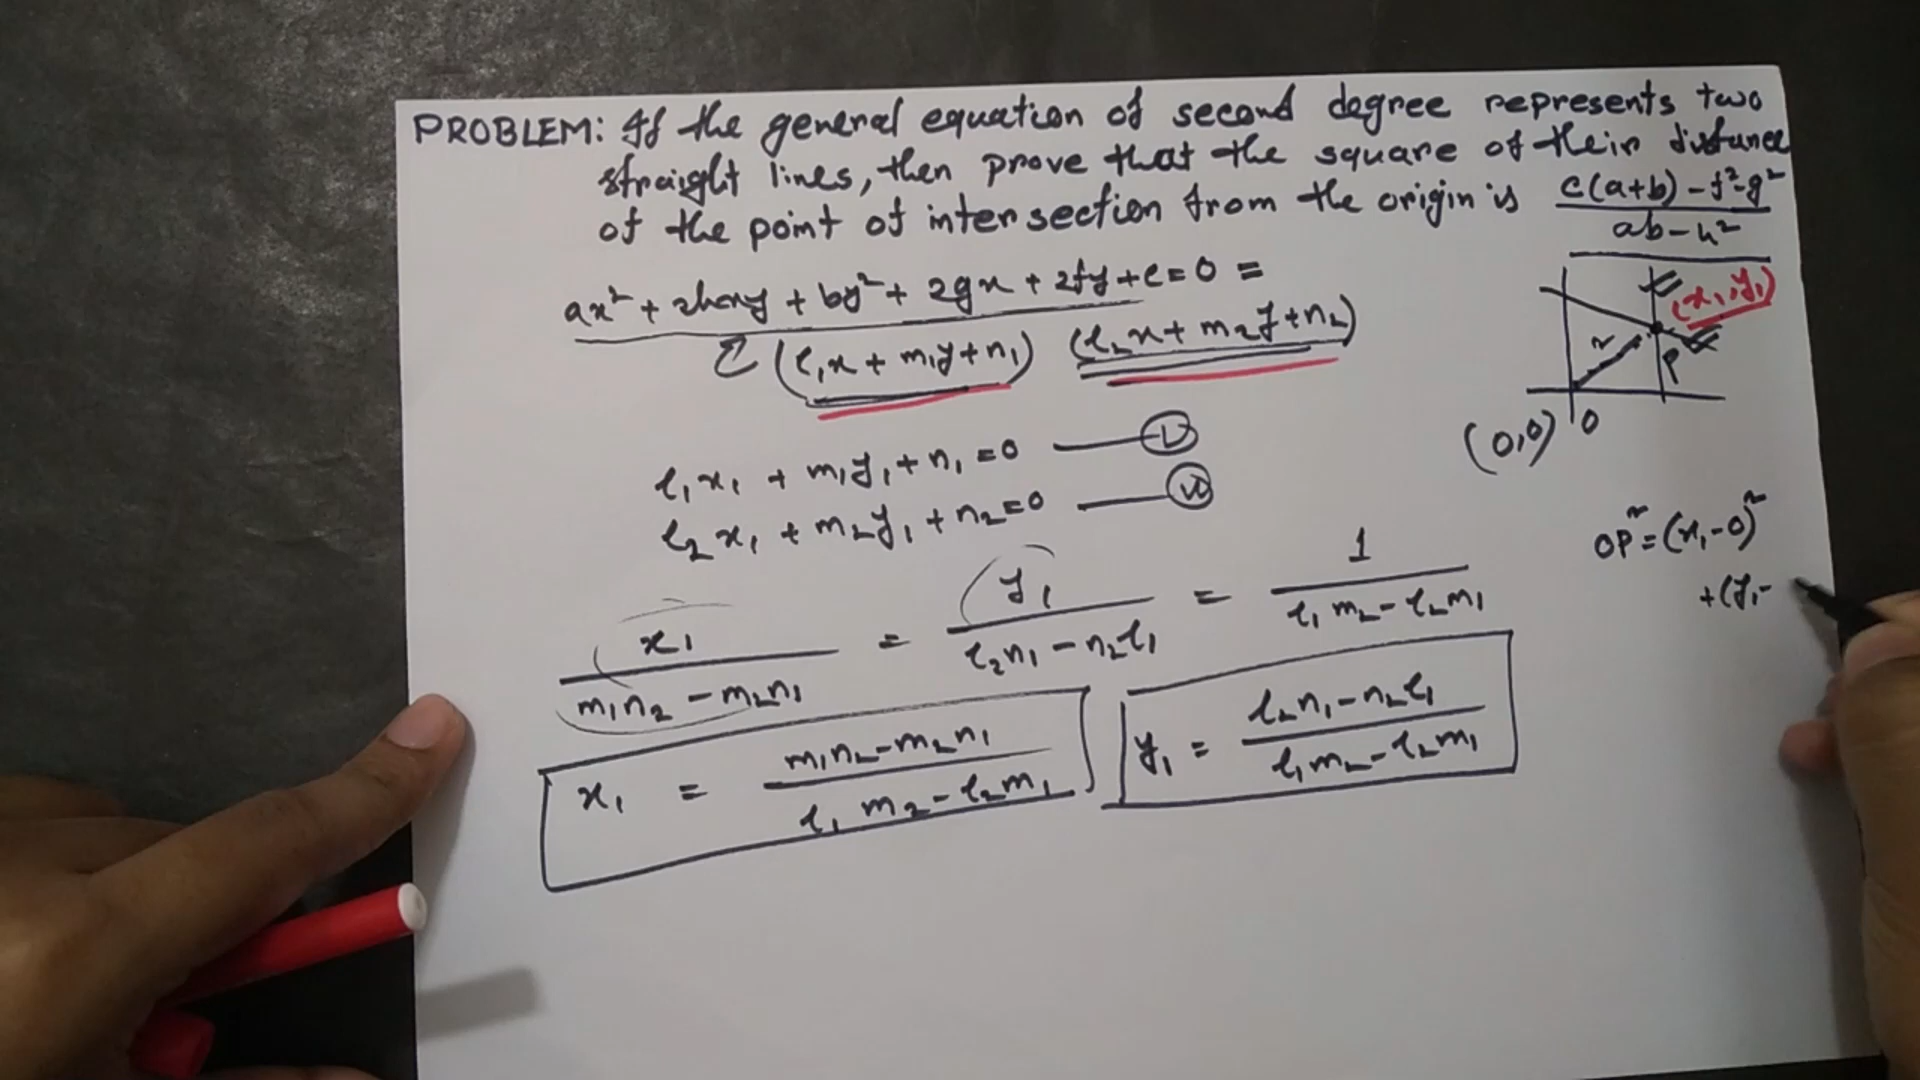 PROBLEM: If the general equation of second degree represents two
straight lines, then prove that the square of their distance
of the point of intersection from the origin is c(a+b) - f² - g² / ab - h²
ax² + 2hxy + by² + 2gx + 2fy + c = 0 =
(l₁x + m₁y + n₁) (l₂x + m₂y + n₂)
(x₁, y₁)
r
P
(0,0) O
l₁x₁ + m₁y₁ + n₁ = 0
l₂x₁ + m₂y₁ + n₂ = 0
OP² = (x₁ - 0)²
+ (y₁ -
x₁ / m₁n₂ - m₂n₁ = y₁ / l₂n₁ - n₂l₁ = 1 / l₁m₂ - l₂m₁
x₁ = m₁n₂ - m₂n₁ / l₁m₂ - l₂m₁
y₁ = l₂n₁ - n₂l₁ / l₁m₂ - l₂m₁